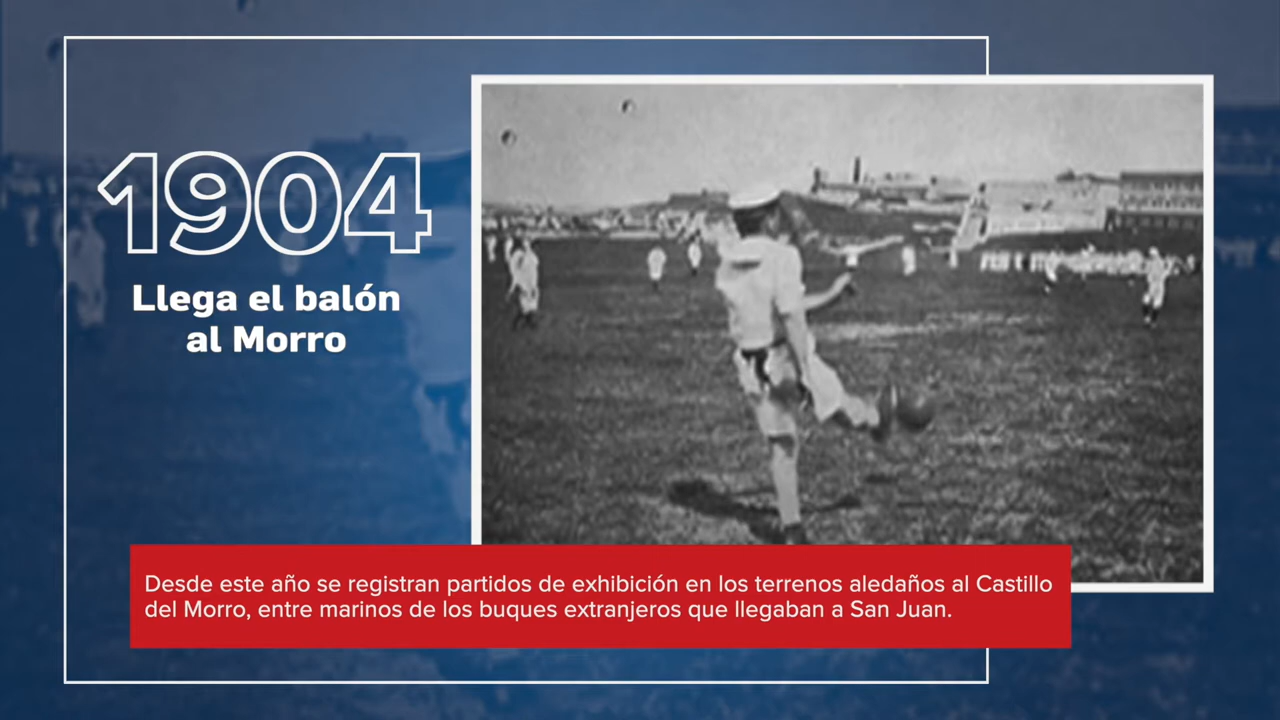 1904
Llega el balón
al Morro
Desde este año se registran partidos de exhibición en los terrenos aledaños al Castillo
del Morro, entre marinos de los buques extranjeros que llegaban a San Juan.